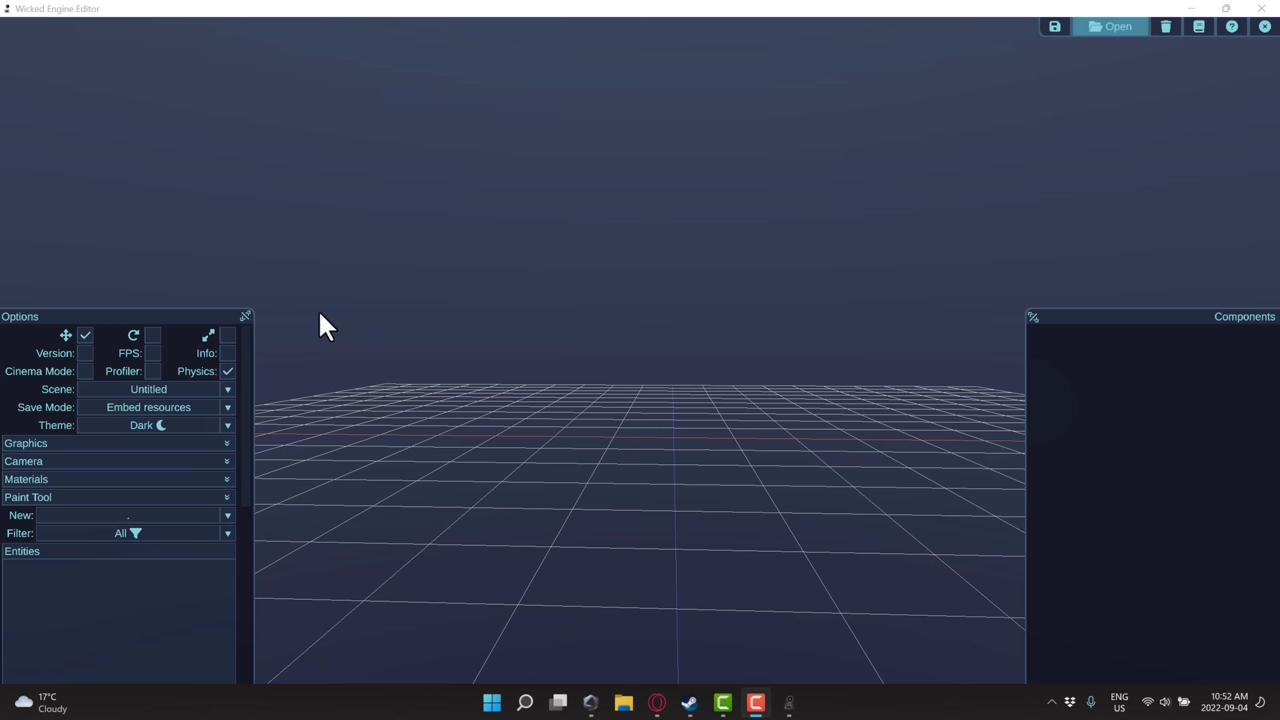 Wicked Engine Editor
Open
Options
Version:
FPS:
Info:
Cinema Mode:
Profiler:
Physics:
Scene:
Untitled
Save Mode:
Embed resources
Theme:
Dark
Graphics
Camera
Materials
Paint Tool
New:
.
Filter:
All
Entities
Components
17°C
Cloudy
ENG
US
10:52 AM
2022-09-04